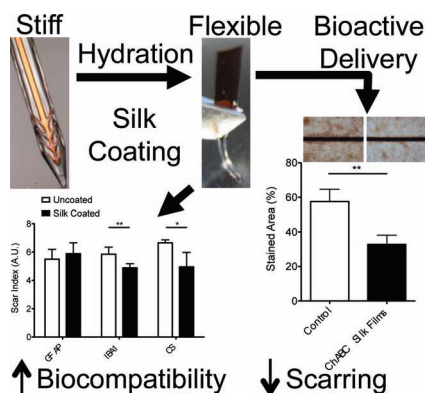 Stiff
Flexible
Bioactive
Delivery
Hydration
Silk
Coating
Uncoated
Silk Coated
Scar Index (A.U.)
8
6
4
2
0
**
*
GFAP
IBAI
CS
Stained Area (%)
80
60
40
20
0
**
Control
ChABC Silk Films
Biocompatibility
Scarring